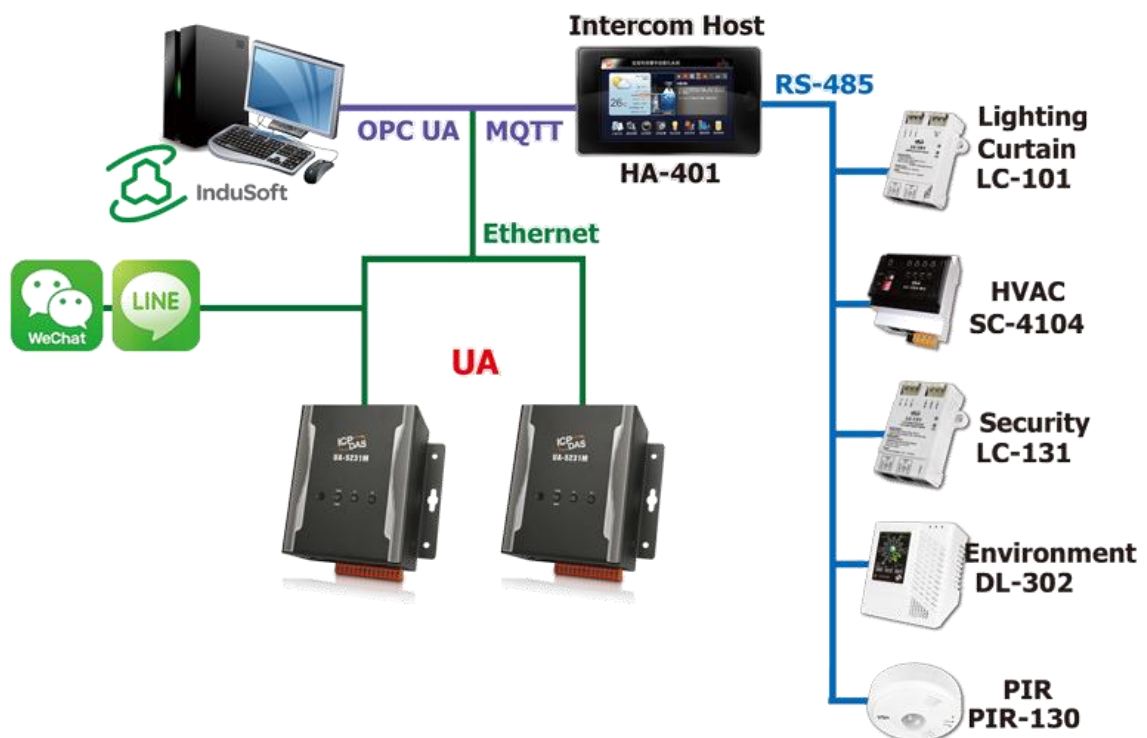 Intercom Host
RS-485
OPC UA
MQTT
26°C
HA-401
InduSoft
Lighting
Curtain
LC-101
Ethernet
WeChat
LINE
HVAC
SC-4104
UA
ICP DAS
UA-5231M
ICP DAS
UA-5231M
Security
LC-131
Environment
DL-302
PIR
PIR-130